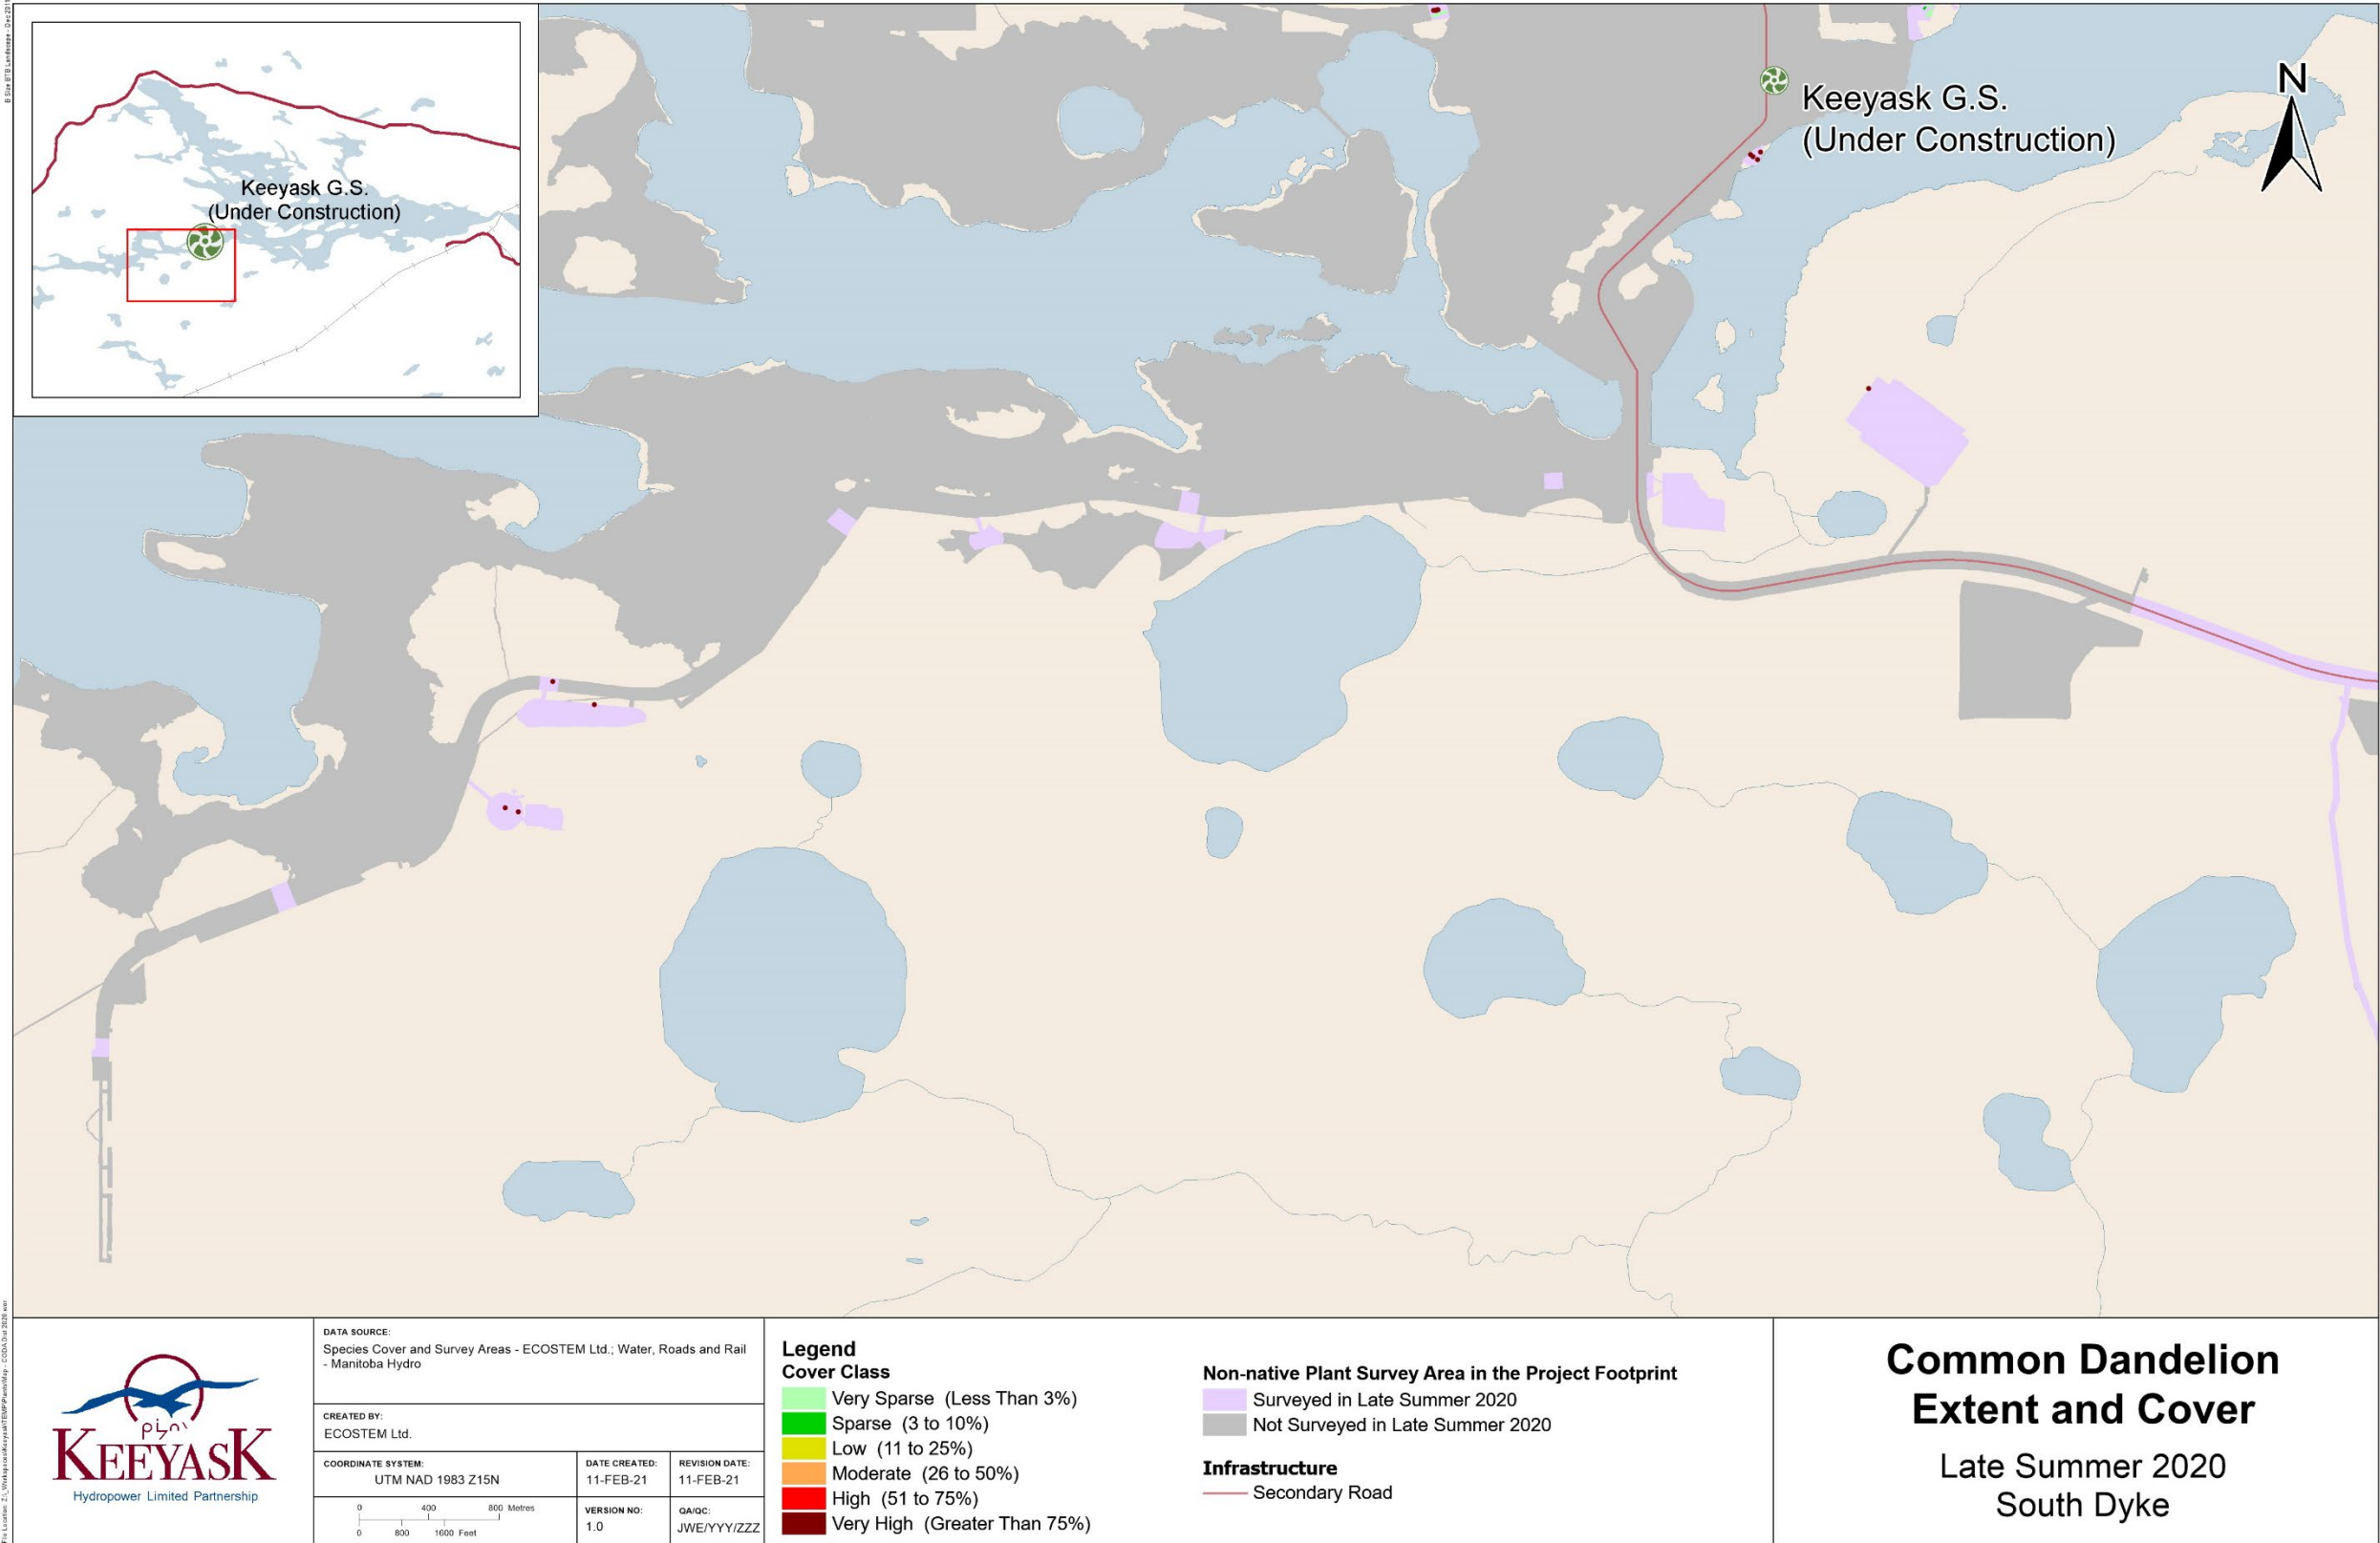 Keeyask G.S.
(Under Construction)
Keeyask G.S.
(Under Construction)
N
DATA SOURCE:
Species Cover and Survey Areas - ECOSTEM Ltd.; Water, Roads and Rail
- Manitoba Hydro
CREATED BY:
ECOSTEM Ltd.
COORDINATE SYSTEM:
UTM NAD 1983 Z15N
DATE CREATED:
11-FEB-21
REVISION DATE:
11-FEB-21
0 400 800 Metres
0 800 1600 Feet
VERSION NO:
1.0
QA/QC:
JWE/YYY/ZZZ
ᑭᔭᐢᐠ
KEEYASK
Hydropower Limited Partnership
Legend
Cover Class
Very Sparse (Less Than 3%)
Sparse (3 to 10%)
Low (11 to 25%)
Moderate (26 to 50%)
High (51 to 75%)
Very High (Greater Than 75%)
Non-native Plant Survey Area in the Project Footprint
Surveyed in Late Summer 2020
Not Surveyed in Late Summer 2020
Infrastructure
Secondary Road
Common Dandelion
Extent and Cover
Late Summer 2020
South Dyke